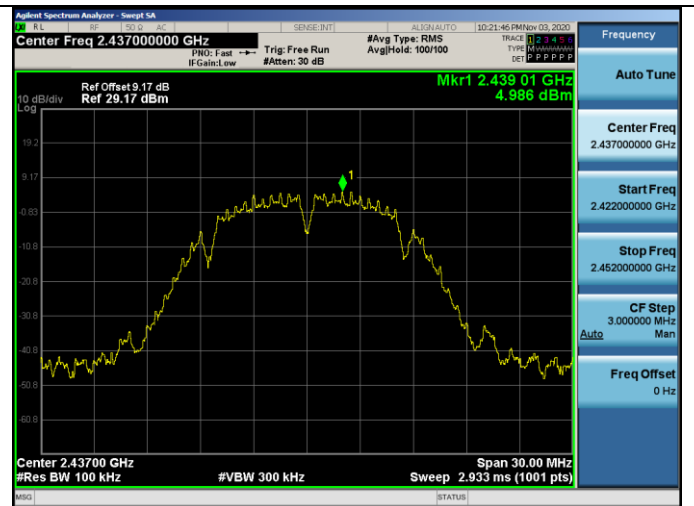 Agilent Spectrum Analyzer - Swept SA
LXI RL RF 50 Ω AC SENSE:INT ALIGN AUTO 10:21:46 PM Nov 03, 2020
Center Freq 2.437000000 GHz
PNO: Fast
IFGain:Low
Trig: Free Run
#Atten: 30 dB
#Avg Type: RMS
Avg|Hold: 100/100
TRACE 1 2 3 4 5 6
TYPE M W W W W W
DET P P P P P P
Ref Offset 9.17 dB
Ref 29.17 dBm
10 dB/div
Log
Mkr1 2.439 01 GHz
4.986 dBm
1
19.2
9.17
-0.83
-10.8
-20.8
-30.8
-40.8
-50.8
-60.8
Center 2.43700 GHz
Span 30.00 MHz
#Res BW 100 kHz
#VBW 300 kHz
Sweep 2.933 ms (1001 pts)
MSG
STATUS
Frequency
Auto Tune
Center Freq
2.437000000 GHz
Start Freq
2.422000000 GHz
Stop Freq
2.452000000 GHz
CF Step
3.000000 MHz
Auto Man
Freq Offset
0 Hz